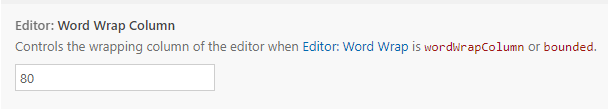 Editor: Word Wrap Column
Controls the wrapping column of the editor when Editor: Word Wrap is wordWrapColumn or bounded.
80